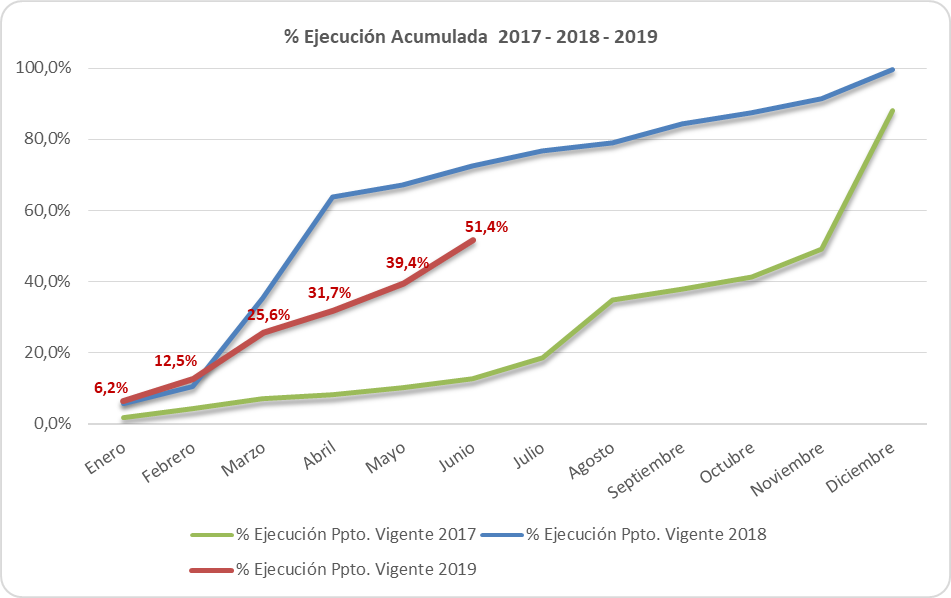 % Ejecución Acumulada 2017 - 2018 - 2019
100,0%
80,0%
60,0%
40,0%
20,0%
0,0%
6,2%
12,5%
25,6%
31,7%
39,4%
51,4%
Enero
Febrero
Marzo
Abril
Mayo
Junio
Julio
Agosto
Septiembre
Octubre
Noviembre
Diciembre
% Ejecución Ppto. Vigente 2017
% Ejecución Ppto. Vigente 2018
% Ejecución Ppto. Vigente 2019